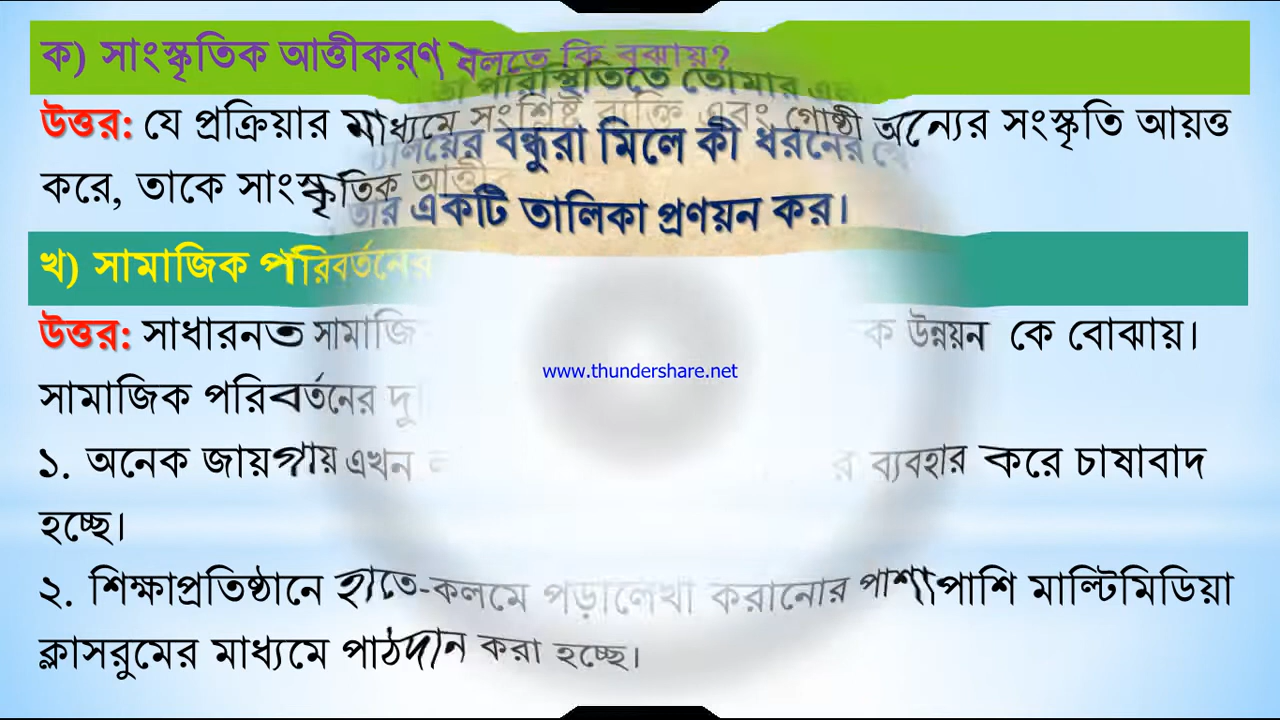 ক) সাংস্কৃতিক আত্তীকরণ বলতে কি বুঝায়?
পরিস্থিতিতে তোমার
উত্তর: যে প্রক্রিয়ার মাধ্যমে সংশ্লিষ্ট ব্যক্তি এবং গোষ্ঠী অন্যের সংস্কৃতি আয়ত্ত
বন্ধুরা মিলে কী ধরনের
করে, তাকে সাংস্কৃতিক
তার একটি তালিকা প্রণয়ন কর।
খ) সামাজিক পরিবর্তনের
উত্তর: সাধারনত উন্নয়ন কে বোঝায়।
www.thundershare.net
সামাজিক পরিবর্তনের
১. অনেক জায়গায় এখন ব্যবহার করে চাষাবাদ
হচ্ছে।
২. শিক্ষাপ্রতিষ্ঠানে হাতে-কলমে পড়ালেখা করানোর পাশাপাশি মাল্টিমিডিয়া
ক্লাসরুমের মাধ্যমে পাঠদান করা হচ্ছে।